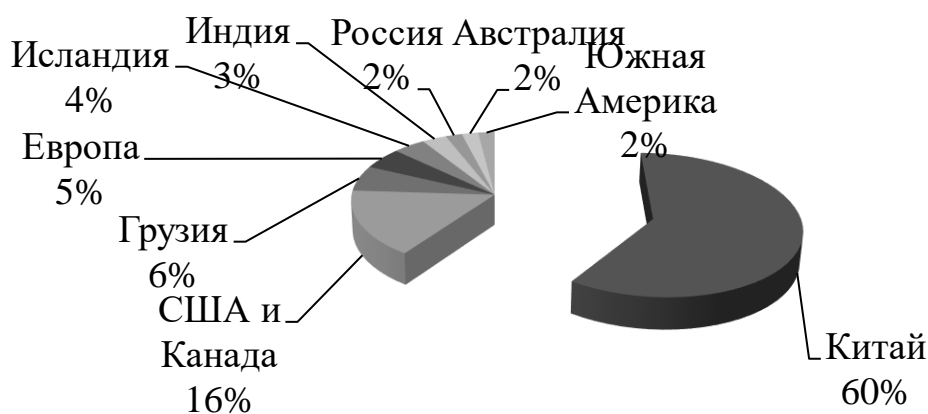 Индия
3%
Россия
2%
Австралия
2%
Южная
Америка
2%
Исландия
4%
Европа
5%
Грузия
6%
США и
Канада
16%
Китай
60%